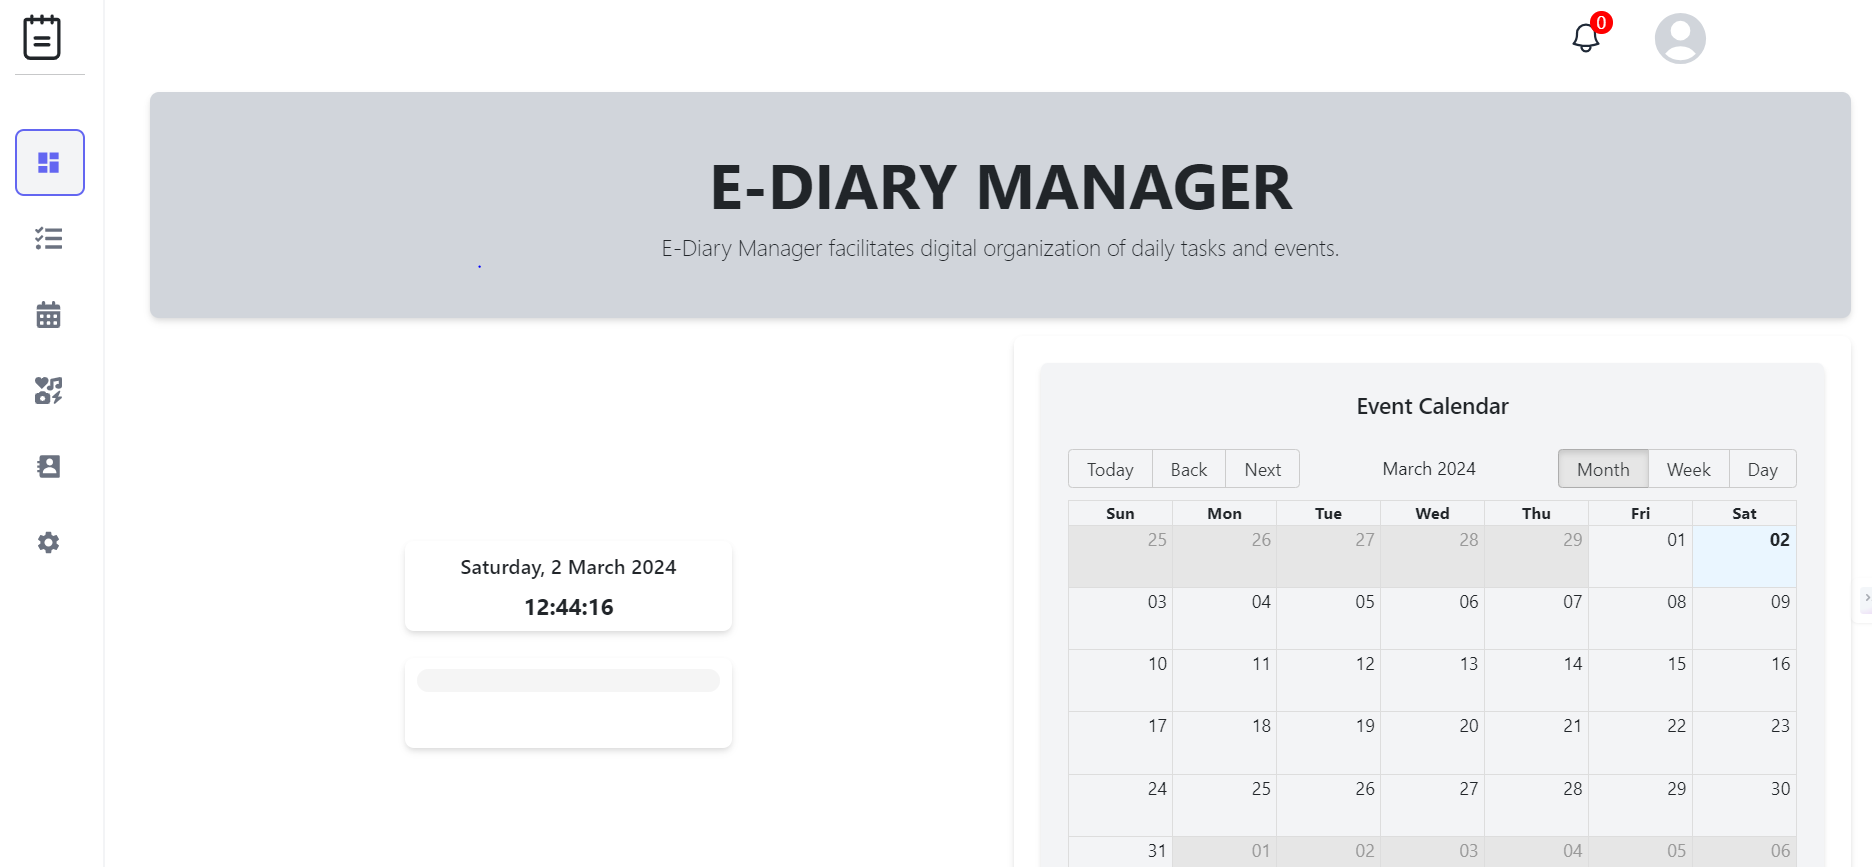 0
E-DIARY MANAGER
E-Diary Manager facilitates digital organization of daily tasks and events.
Saturday, 2 March 2024
12:44:16
Event Calendar
Today Back Next March 2024 Month Week Day
Sun Mon Tue Wed Thu Fri Sat
25 26 27 28 29 01 02
03 04 05 06 07 08 09
10 11 12 13 14 15 16
17 18 19 20 21 22 23
24 25 26 27 28 29 30
31 01 02 03 04 05 06